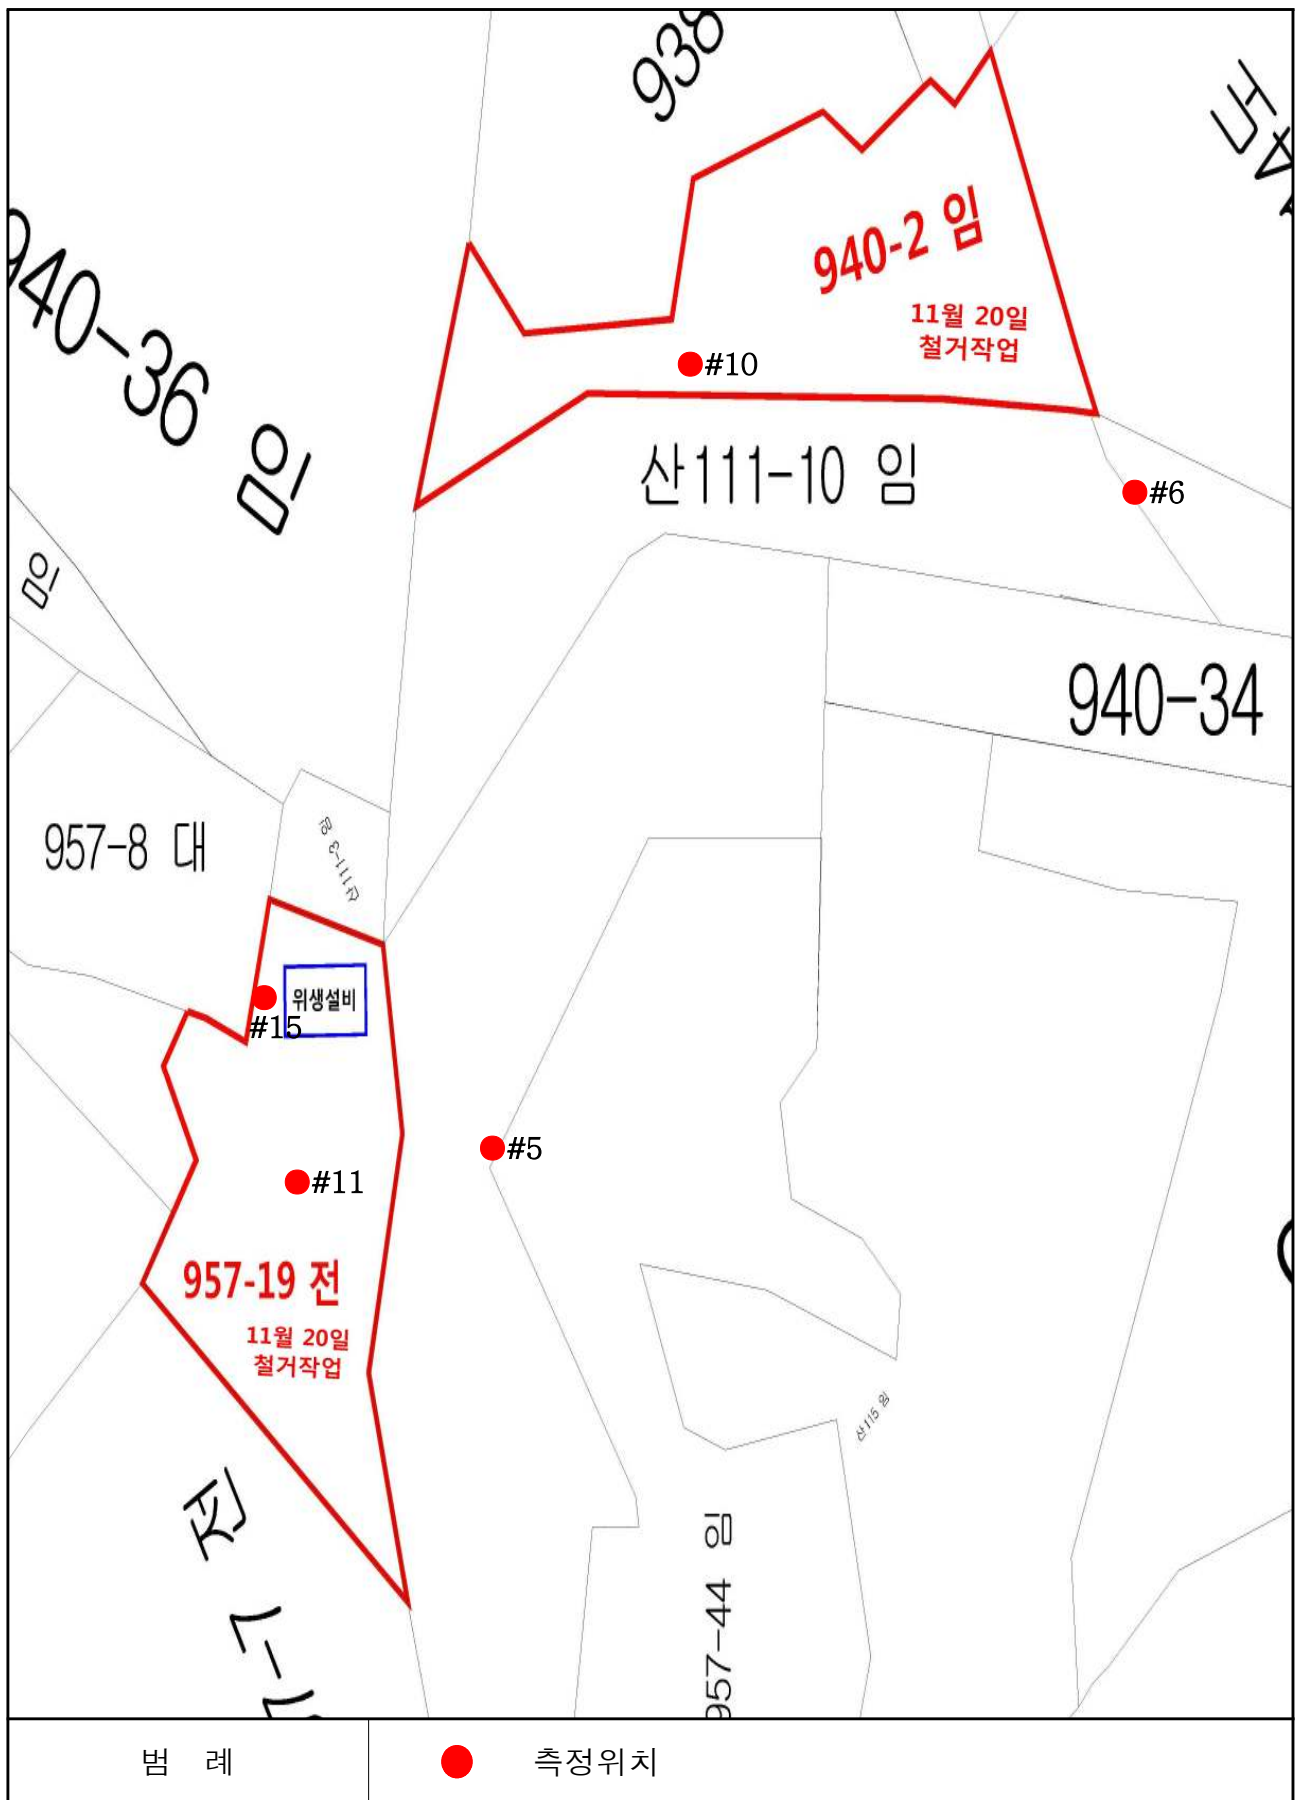 938
940-2 임
11월 20일
철거작업
940-36 임
#10
산111-10 임
#6
임
940-34
957-8 대
산111-3 임
위생설비
#15
#5
#11
957-19 전
11월 20일
철거작업
산115 임
전
957-44 임
범 례
측정위치